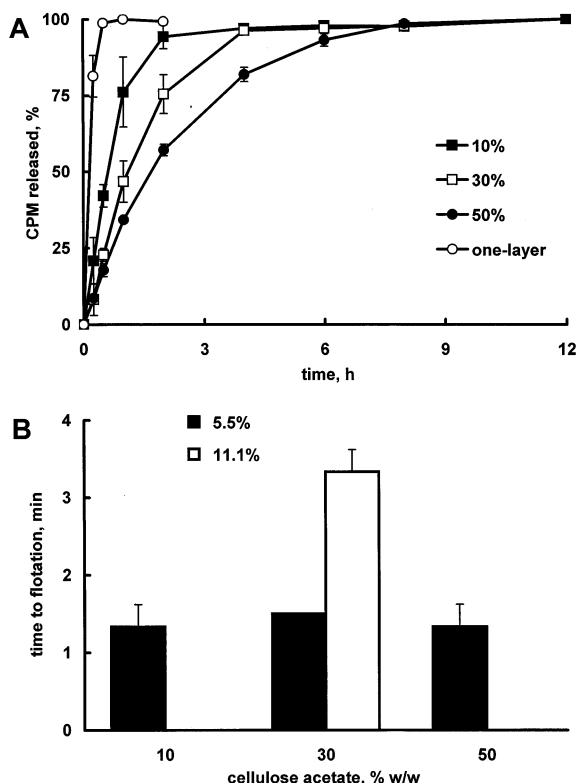 A
100
75
50
25
0
CPM released, %
10%
30%
50%
one-layer
0 3 6 9 12
time, h
B
5.5%
11.1%
4
3
2
1
0
time to flotation, min
10 30 50
cellulose acetate, % w/w